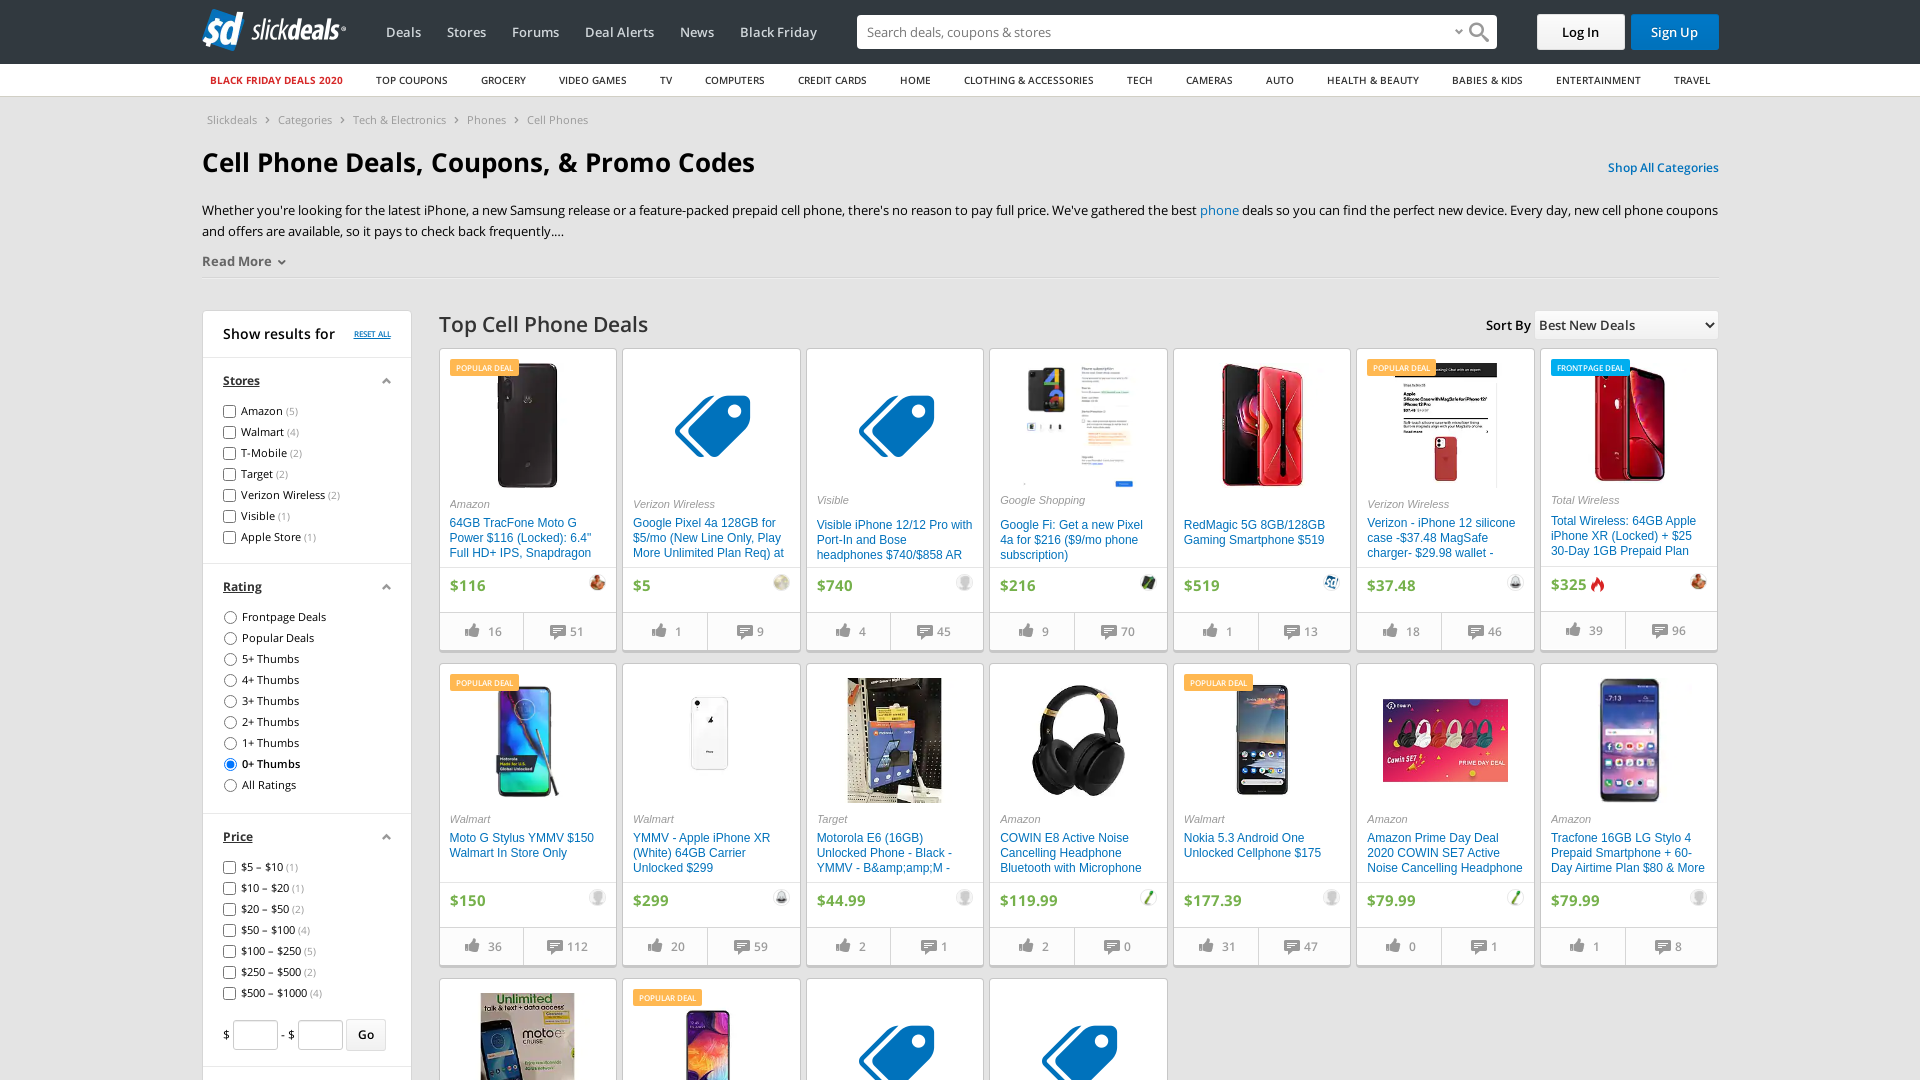 sd slickdeals
Deals
Stores
Forums
Deal Alerts
News
Black Friday
Search deals, coupons & stores
Log In
Sign Up
BLACK FRIDAY DEALS 2020
TOP COUPONS
GROCERY
VIDEO GAMES
TV
COMPUTERS
CREDIT CARDS
HOME
CLOTHING & ACCESSORIES
TECH
CAMERAS
AUTO
HEALTH & BEAUTY
BABIES & KIDS
ENTERTAINMENT
TRAVEL
Slickdeals > Categories > Tech & Electronics > Phones > Cell Phones
Cell Phone Deals, Coupons, & Promo Codes
Shop All Categories
Whether you're looking for the latest iPhone, a new Samsung release or a feature-packed prepaid cell phone, there's no reason to pay full price. We've gathered the best phone deals so you can find the perfect new device. Every day, new cell phone coupons
and offers are available, so it pays to check back frequently....
Read More
Show results for
RESET ALL
Stores
Amazon (5)
Walmart (4)
T-Mobile (2)
Target (2)
Verizon Wireless (2)
Visible (1)
Apple Store (1)
Rating
Frontpage Deals
Popular Deals
5+ Thumbs
4+ Thumbs
3+ Thumbs
2+ Thumbs
1+ Thumbs
0+ Thumbs
All Ratings
Price
$5 – $10 (1)
$10 – $20 (1)
$20 – $50 (2)
$50 – $100 (4)
$100 – $250 (5)
$250 – $500 (2)
$500 – $1000 (4)
$ - $ Go
Top Cell Phone Deals
Sort By Best New Deals
POPULAR DEAL
Amazon
64GB TracFone Moto G
Power $116 (Locked): 6.4"
Full HD+ IPS, Snapdragon
$116
16
51
Verizon Wireless
Google Pixel 4a 128GB for
$5/mo (New Line Only, Play
More Unlimited Plan Req) at
$5
1
9
Visible
Visible iPhone 12/12 Pro with
Port-In and Bose
headphones $740/$858 AR
$740
4
45
Google Shopping
Google Fi: Get a new Pixel
4a for $216 ($9/mo phone
subscription)
$216
9
70
RedMagic 5G 8GB/128GB
Gaming Smartphone $519
$519
1
13
POPULAR DEAL
Verizon Wireless
Verizon - iPhone 12 silicone
case -$37.48 MagSafe
charger- $29.98 wallet -
$37.48
18
46
FRONTPAGE DEAL
Total Wireless
Total Wireless: 64GB Apple
iPhone XR (Locked) + $25
30-Day 1GB Prepaid Plan
$325
39
96
POPULAR DEAL
Walmart
Moto G Stylus YMMV $150
Walmart In Store Only
$150
36
112
Walmart
YMMV - Apple iPhone XR
(White) 64GB Carrier
Unlocked $299
$299
20
59
Target
Motorola E6 (16GB)
Unlocked Phone - Black -
YMMV - B&amp;amp;M -
$44.99
2
1
Amazon
COWIN E8 Active Noise
Cancelling Headphone
Bluetooth with Microphone
$119.99
2
0
POPULAR DEAL
Walmart
Nokia 5.3 Android One
Unlocked Cellphone $175
$177.39
31
47
PRIME DAY DEAL
Amazon
Amazon Prime Day Deal
2020 COWIN SE7 Active
Noise Cancelling Headphone
$79.99
0
1
Amazon
Tracfone 16GB LG Stylo 4
Prepaid Smartphone + 60-
Day Airtime Plan $80 & More
$79.99
1
8
Unlimited
talk & text + data access
moto e
CRUISE
POPULAR DEAL